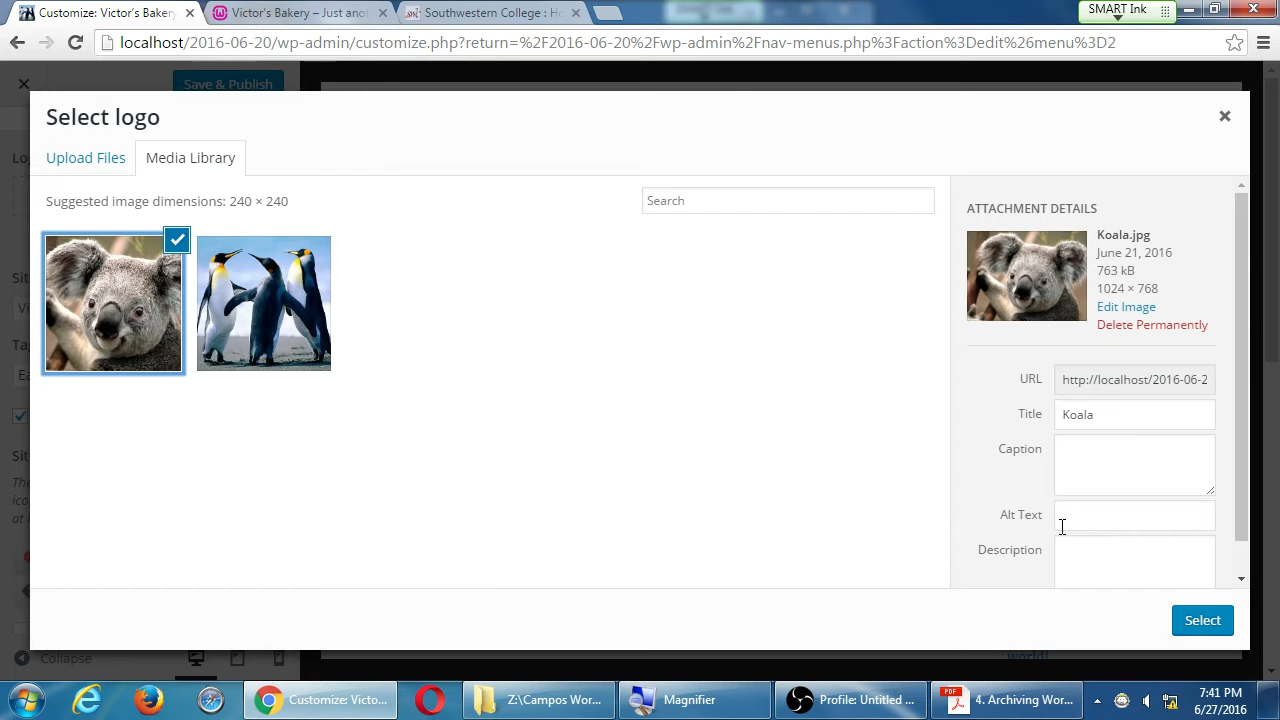 Customize: Victor's Bakery
Victor's Bakery – Just ano
Southwestern College : H
SMART Ink
localhost/2016-06-20/wp-admin/customize.php?return=%2F2016-06-20%2Fwp-admin%2Fnav-menus.php%3Faction%3Dedit%26menu%3D2
Save & Publish
Select logo
Upload Files
Media Library
Suggested image dimensions: 240 × 240
Search
ATTACHMENT DETAILS
Koala.jpg
June 21, 2016
763 kB
1024 × 768
Edit Image
Delete Permanently
URL
http://localhost/2016-06-2
Title
Koala
Caption
Alt Text
Description
Select
Collapse
Customize: Victo...
Z:\Campos Wor...
Magnifier
Profile: Untitled ...
PDF
4. Archiving Wor...
7:41 PM
6/27/2016